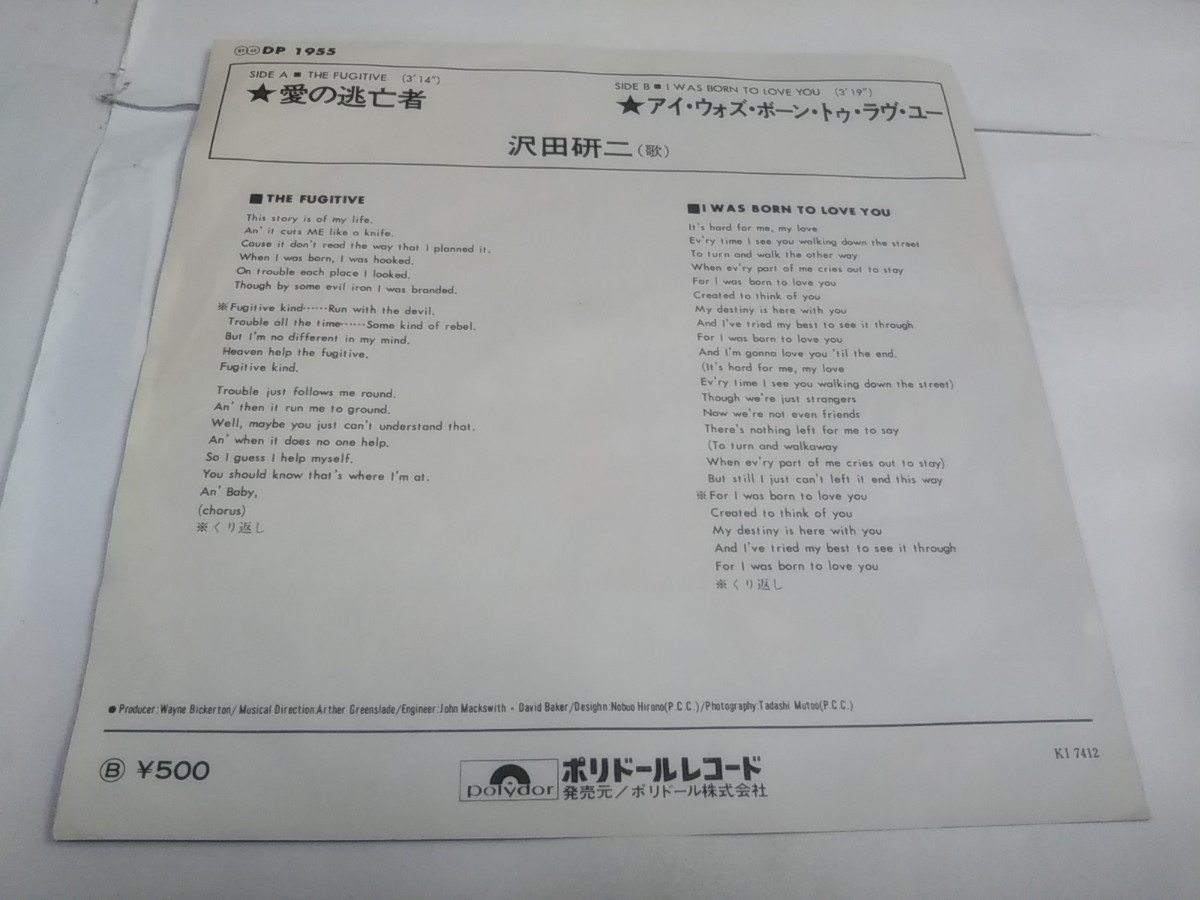 DP 1955
SIDE A ■ THE FUGITIVE (3'14")
★愛の逃亡者
SIDE B ■ I WAS BORN TO LOVE YOU (3'19")
★アイ・ウォズ・ボーン・トゥ・ラヴ・ユー
沢田研二(歌)
■THE FUGITIVE
This story is of my life.
An' it cuts ME like a knife.
Cause it don't read the way that I planned it.
When I was born, I was hooked.
On trouble each place I looked.
Though by some evil iron I was branded.
※Fugitive kind……Run with the devil.
Trouble all the time……Some kind of rebel.
But I'm no different in my mind.
Heaven help the fugitive.
Fugitive kind.
Trouble just follows me round.
An' then it run me to ground.
Well, maybe you just can't understand that.
An' when it does no one help.
So I guess I help myself.
You should know that's where I'm at.
An' Baby,
(chorus)
※くり返し
■I WAS BORN TO LOVE YOU
It's hard for me, my love
Ev'ry time I see you walking down the street
To turn and walk the other way
When ev'ry part of me cries out to stay
For I was born to love you
Created to think of you
My destiny is here with you
And I've tried my best to see it through
For I was born to love you
And I'm gonna love you 'til the end.
(It's hard for me, my love
Ev'ry time I see you walking down the street)
Though we're just strangers
Now we're not even friends
There's nothing left for me to say
(To turn and walkaway
When ev'ry part of me cries out to stay)
But still I just can't left it end this way
※For I was born to love you
Created to think of you
My destiny is here with you
And I've tried my best to see it through
For I was born to love you
※くり返し
●Producer:Wayne Bickerton/Musical Direction:Arther Greenslade/Engineer:John Mackswith・David Baker/Desighn:Nobuo Hirono(P.C.C.)/Photography:Tadashi Mutoo(P.C.C.)
Ⓑ ¥500
polydor
ポリドールレコード
発売元/ポリドール株式会社
KI 7412